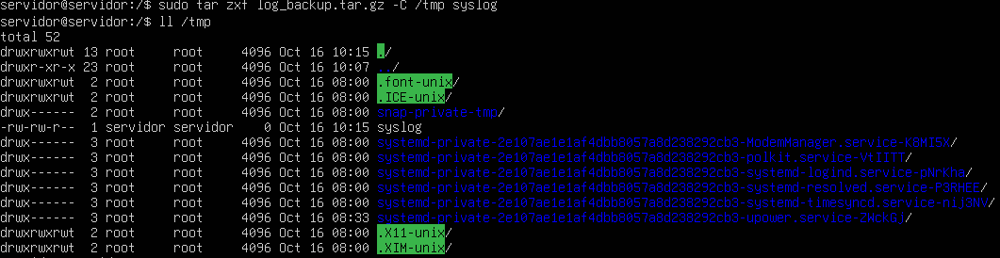 servidor@servidor:/$ sudo tar zxf log_backup.tar.gz -C /tmp syslog
servidor@servidor:/$ ll /tmp
total 52
drwxrwxrwt 13 root     root     4096 Oct 16 10:15 ./
drwxr-xr-x 23 root     root     4096 Oct 16 10:07 ../
drwxrwxrwt  2 root     root     4096 Oct 16 08:00 .font-unix/
drwxrwxrwt  2 root     root     4096 Oct 16 08:00 .ICE-unix/
drwx------  2 root     root     4096 Oct 16 08:00 snap-private-tmp/
-rw-rw-r--  1 servidor servidor    0 Oct 16 10:15 syslog
drwx------  3 root     root     4096 Oct 16 08:00 systemd-private-2e107ae1e1af4dbb8057a8d238292cb3-ModemManager.service-K8MI5X/
drwx------  3 root     root     4096 Oct 16 08:00 systemd-private-2e107ae1e1af4dbb8057a8d238292cb3-polkit.service-VtITTT/
drwx------  3 root     root     4096 Oct 16 08:00 systemd-private-2e107ae1e1af4dbb8057a8d238292cb3-systemd-logind.service-pNrKha/
drwx------  3 root     root     4096 Oct 16 08:00 systemd-private-2e107ae1e1af4dbb8057a8d238292cb3-systemd-resolved.service-P3RHEE/
drwx------  3 root     root     4096 Oct 16 08:00 systemd-private-2e107ae1e1af4dbb8057a8d238292cb3-systemd-timesyncd.service-nlj3NV/
drwx------  3 root     root     4096 Oct 16 08:33 systemd-private-2e107ae1e1af4dbb8057a8d238292cb3-upower.service-ZWckGj/
drwxrwxrwt  2 root     root     4096 Oct 16 08:00 .X11-unix/
drwxrwxrwt  2 root     root     4096 Oct 16 08:00 .XIM-unix/